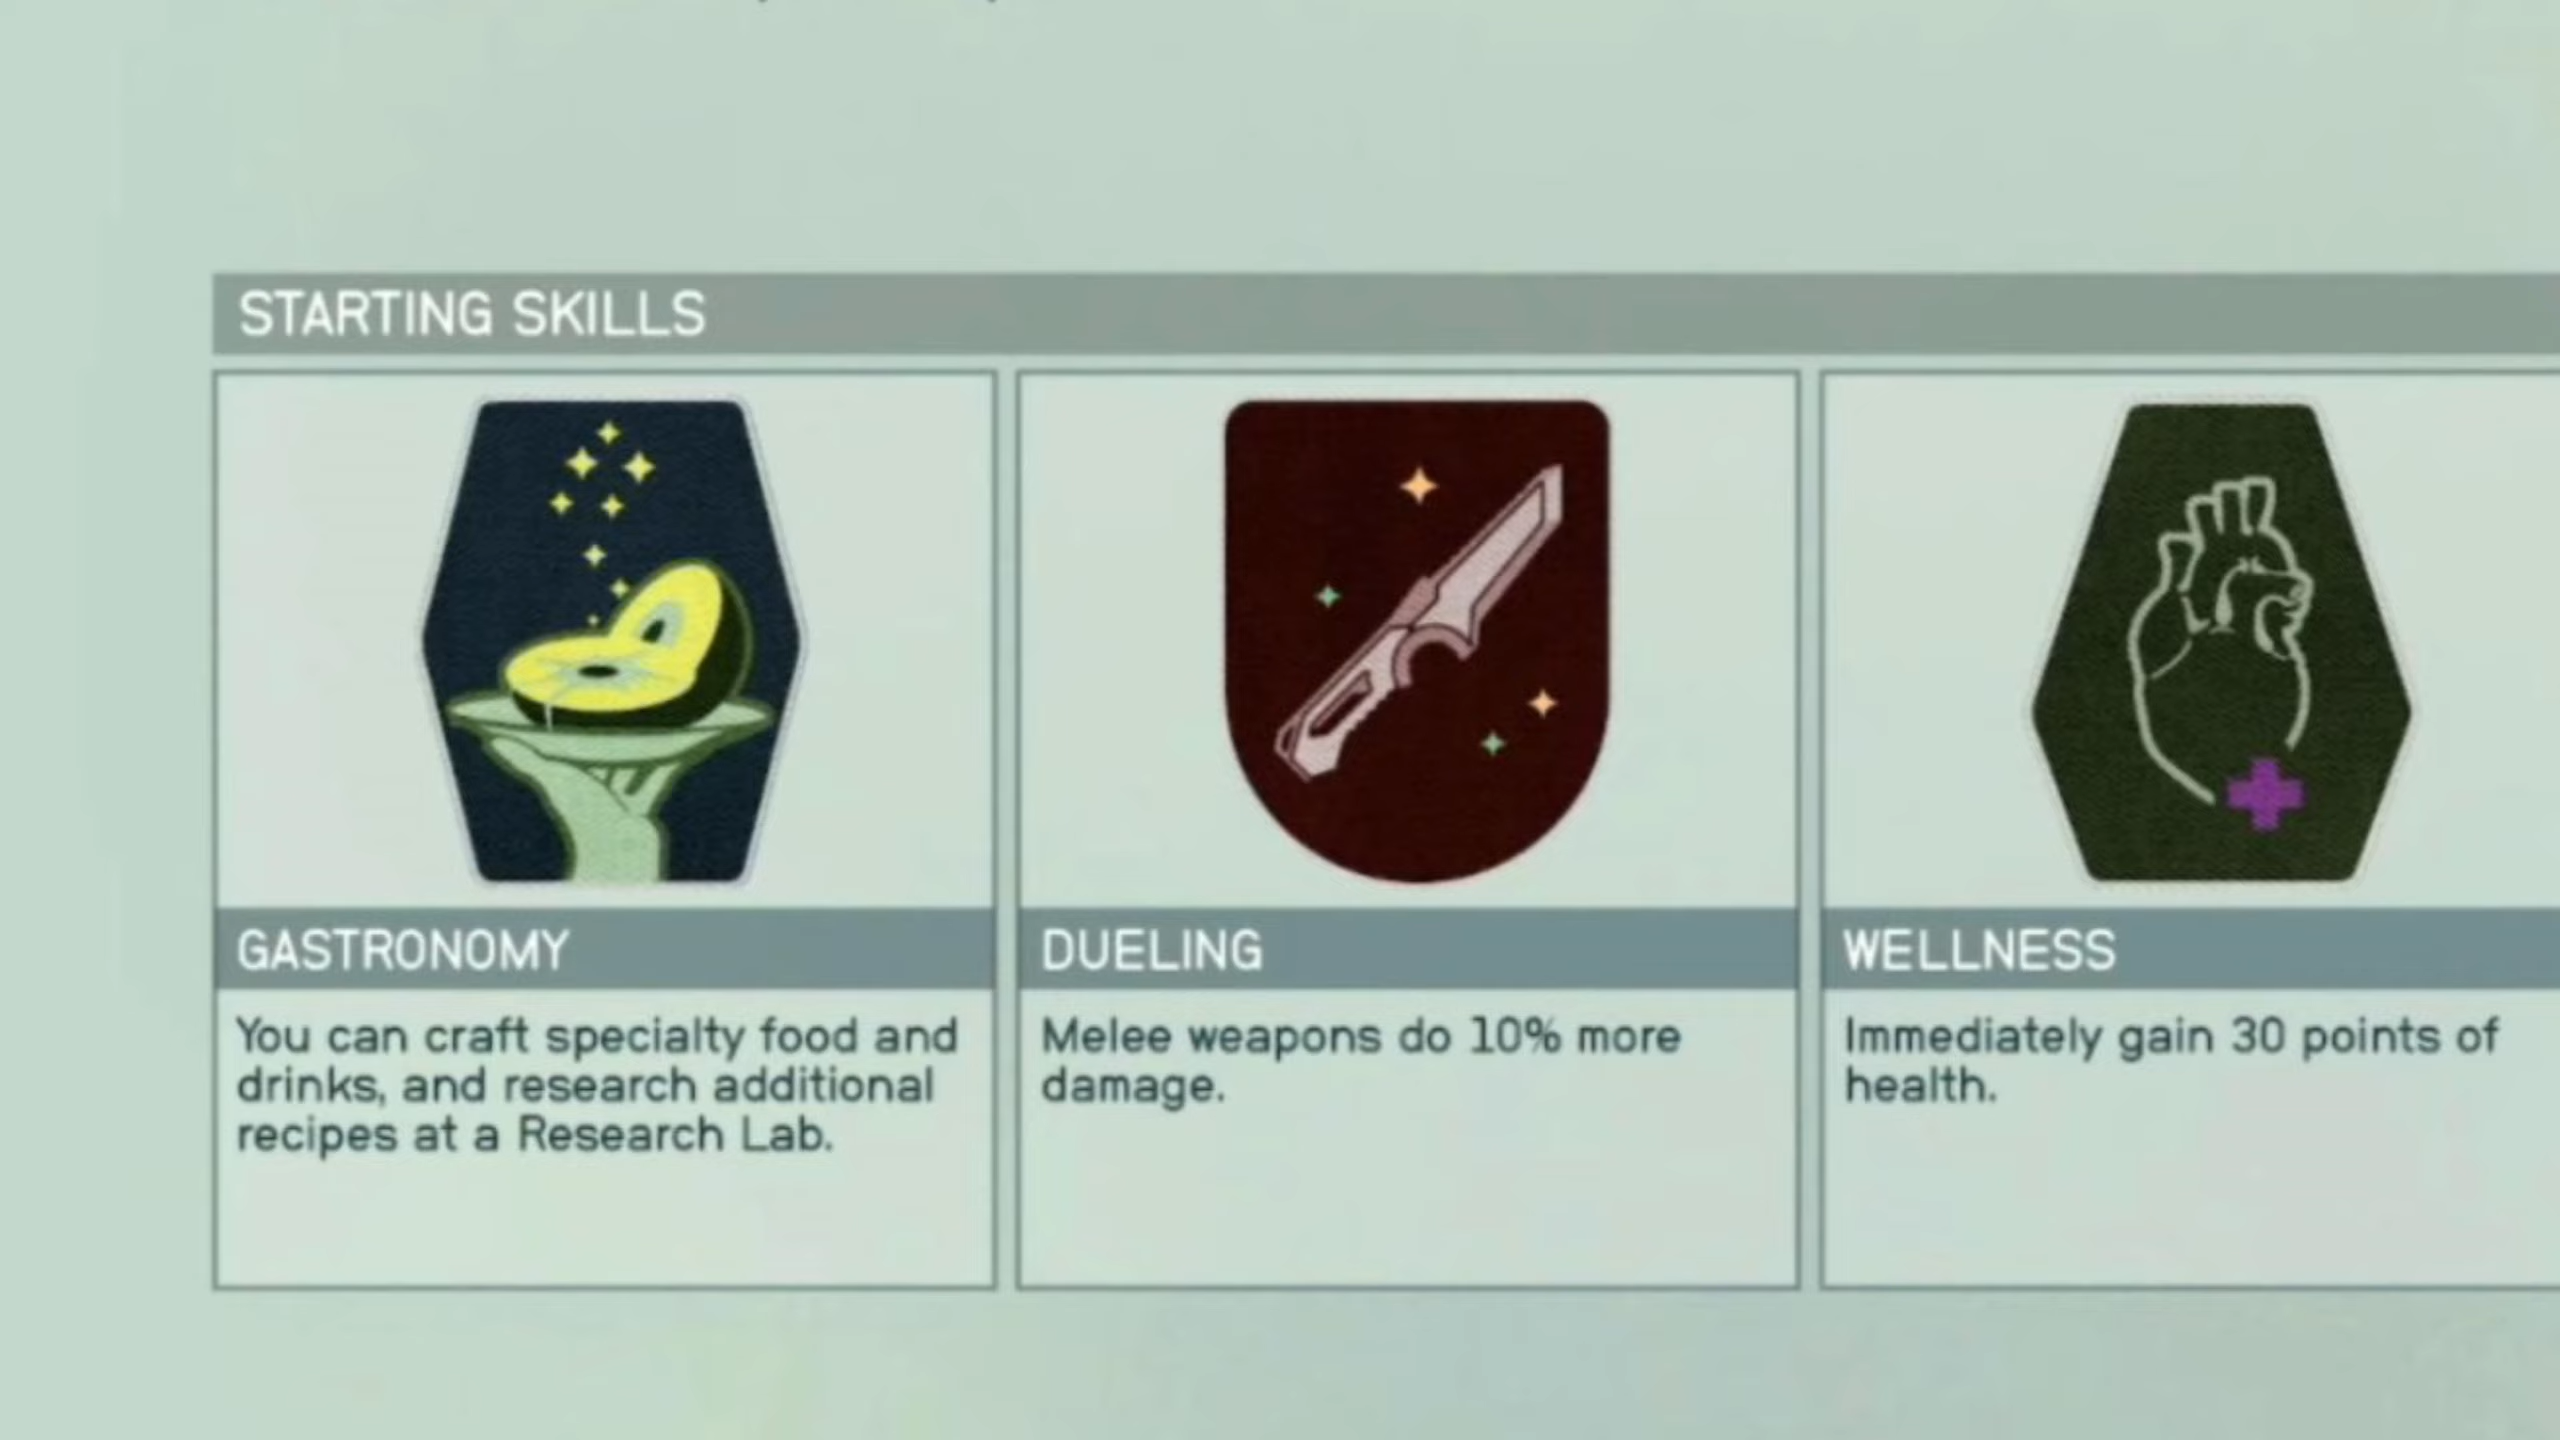 STARTING SKILLS
GASTRONOMY
You can craft specialty food and
drinks, and research additional
recipes at a Research Lab.
DUELING
Melee weapons do 10% more
damage.
WELLNESS
Immediately gain 30 points of
health.